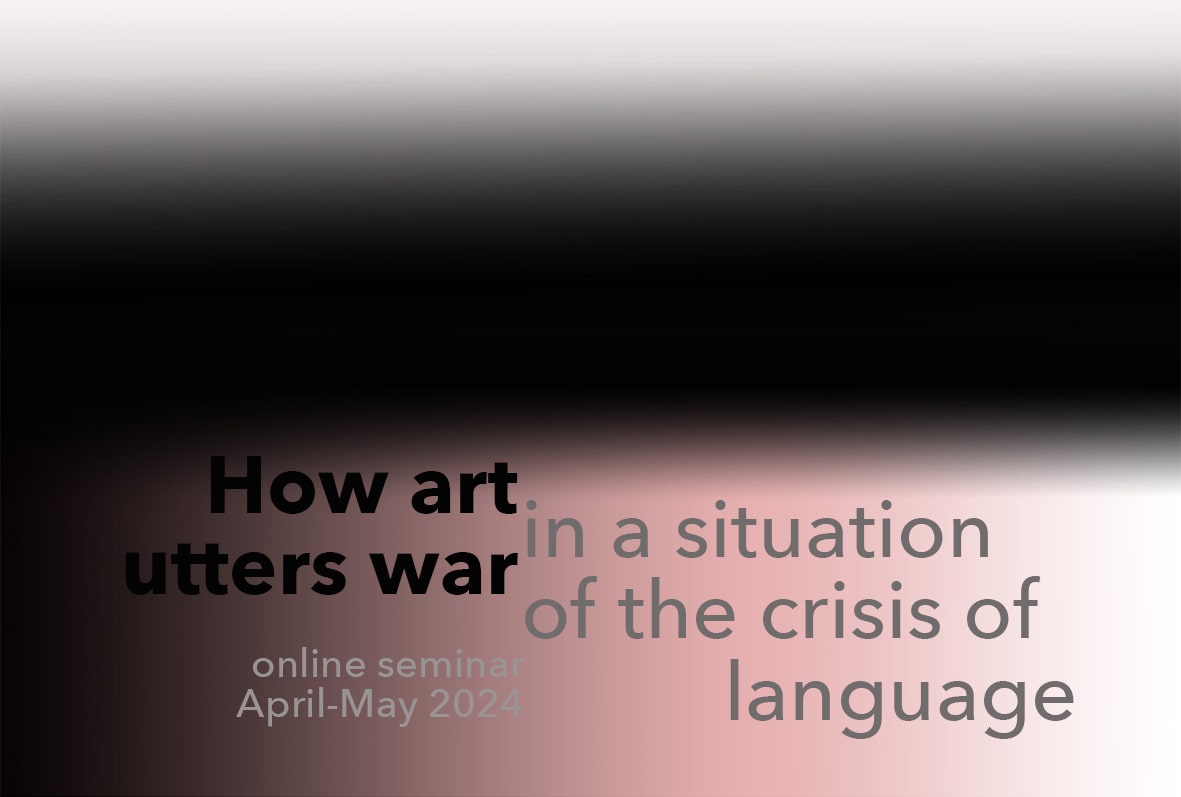 How art
utters war
in a situation
of the crisis of
language
online seminar
April-May 2024